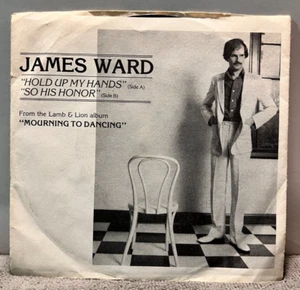 JAMES WARD
"HOLD UP MY HANDS" (Side A)
"SO HIS HONOR" (Side B)
From the Lamb & Lion album
"MOURNING TO DANCING"